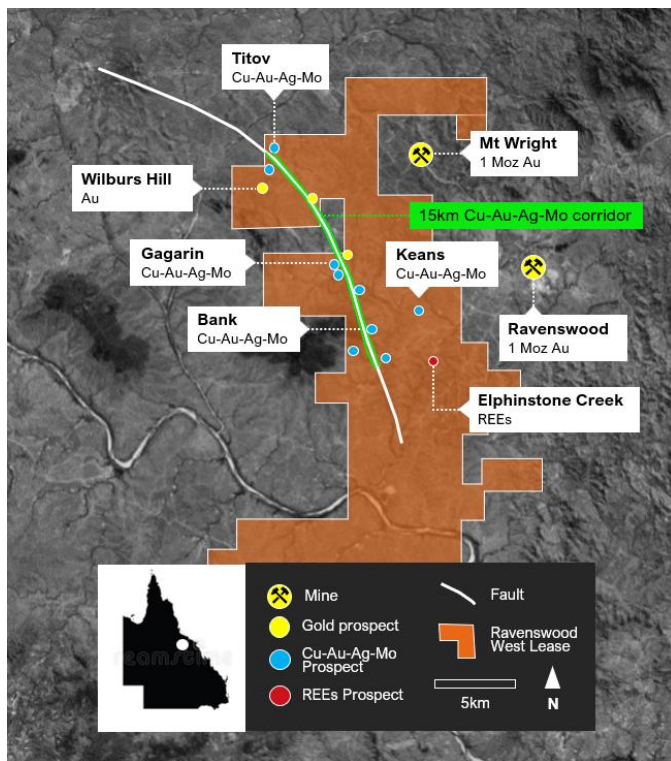 Titov
Cu-Au-Ag-Mo
Mt Wright
1 Moz Au
Wilburs Hill
Au
15km Cu-Au-Ag-Mo corridor
Gagarin
Cu-Au-Ag-Mo
Keans
Cu-Au-Ag-Mo
Bank
Cu-Au-Ag-Mo
Ravenswood
1 Moz Au
Elphinstone Creek
REEs
Mine
Gold prospect
Cu-Au-Ag-Mo
Prospect
REEs Prospect
Fault
Ravenswood
West Lease
5km
N